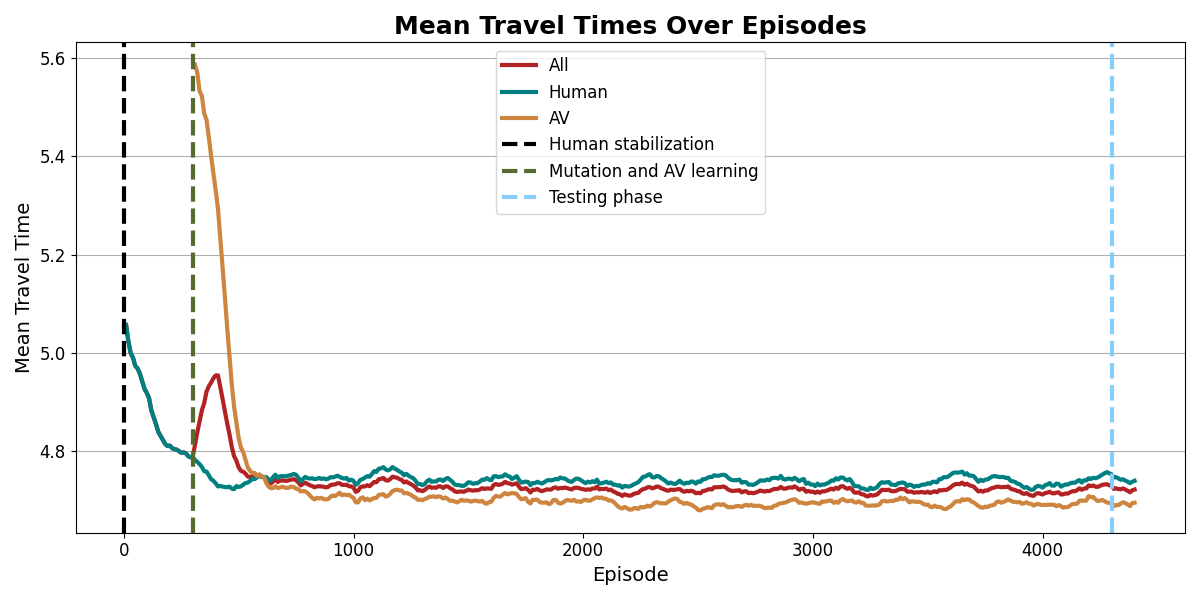 Mean Travel Times Over Episodes
All
Human
AV
Human stabilization
Mutation and AV learning
Testing phase
Mean Travel Time
5.6
5.4
5.2
5.0
4.8
0
1000
2000
3000
4000
Episode